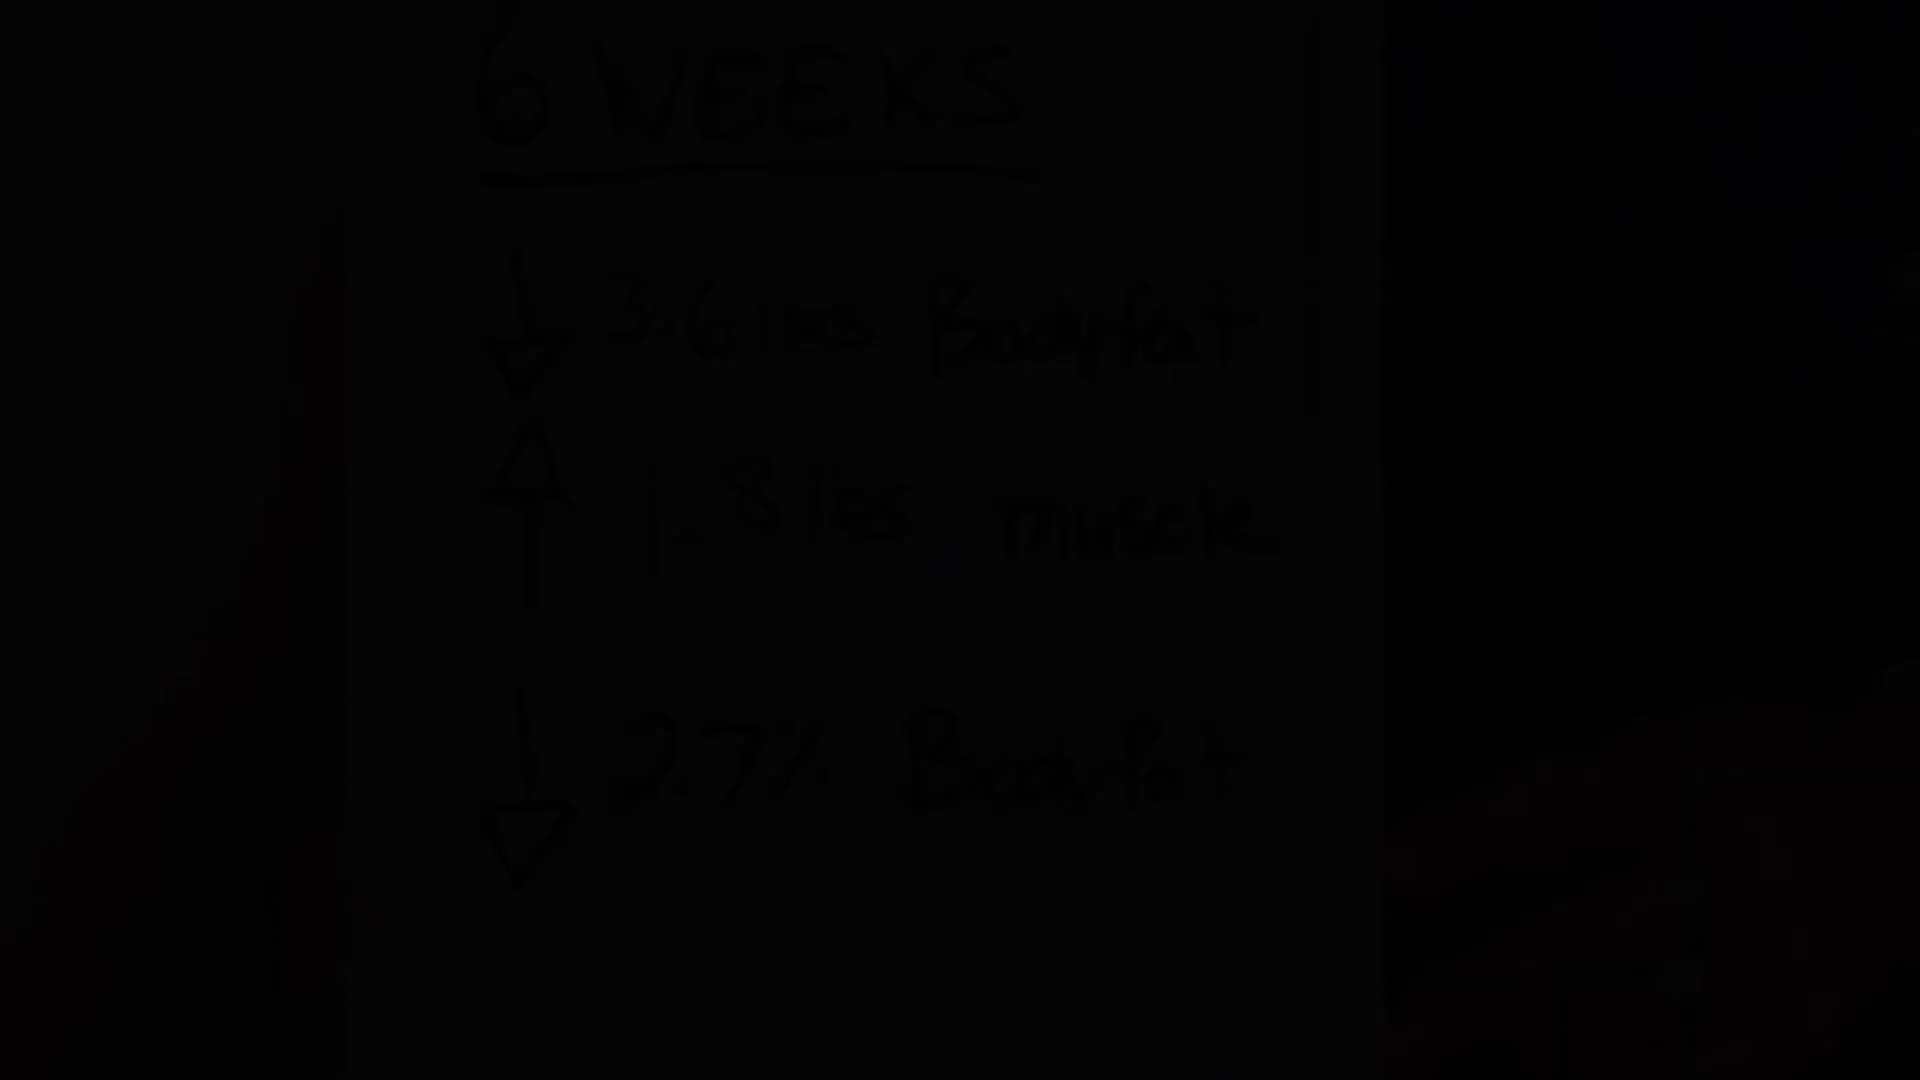 6 WEEKS
↓ 3.6 lbs Bodyfat
↑ 1.8 lbs muscle
↓ 2.7% Bodyfat